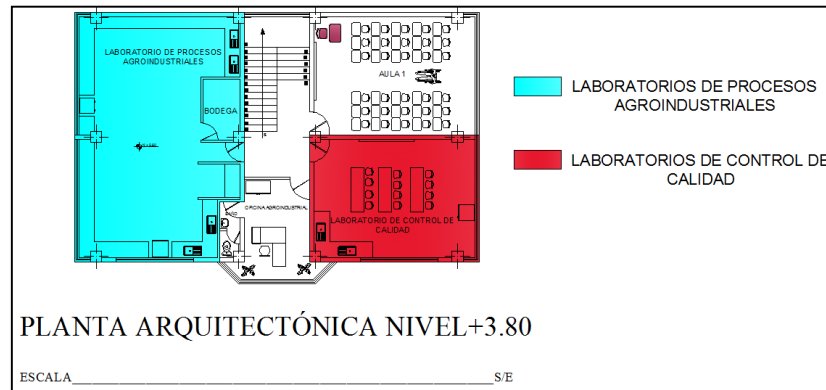 LABORATORIO DE PROCESOS
AGROINDUSTRIALES
BODEGA
AULA 1
OFICINA AGROINDUSTRIAL
BAÑO
LABORATORIO DE CONTROL DE
CALIDAD
LABORATORIOS DE PROCESOS
AGROINDUSTRIALES
LABORATORIOS DE CONTROL DE
CALIDAD
PLANTA ARQUITECTÓNICA NIVEL+3.80
ESCALA S/E